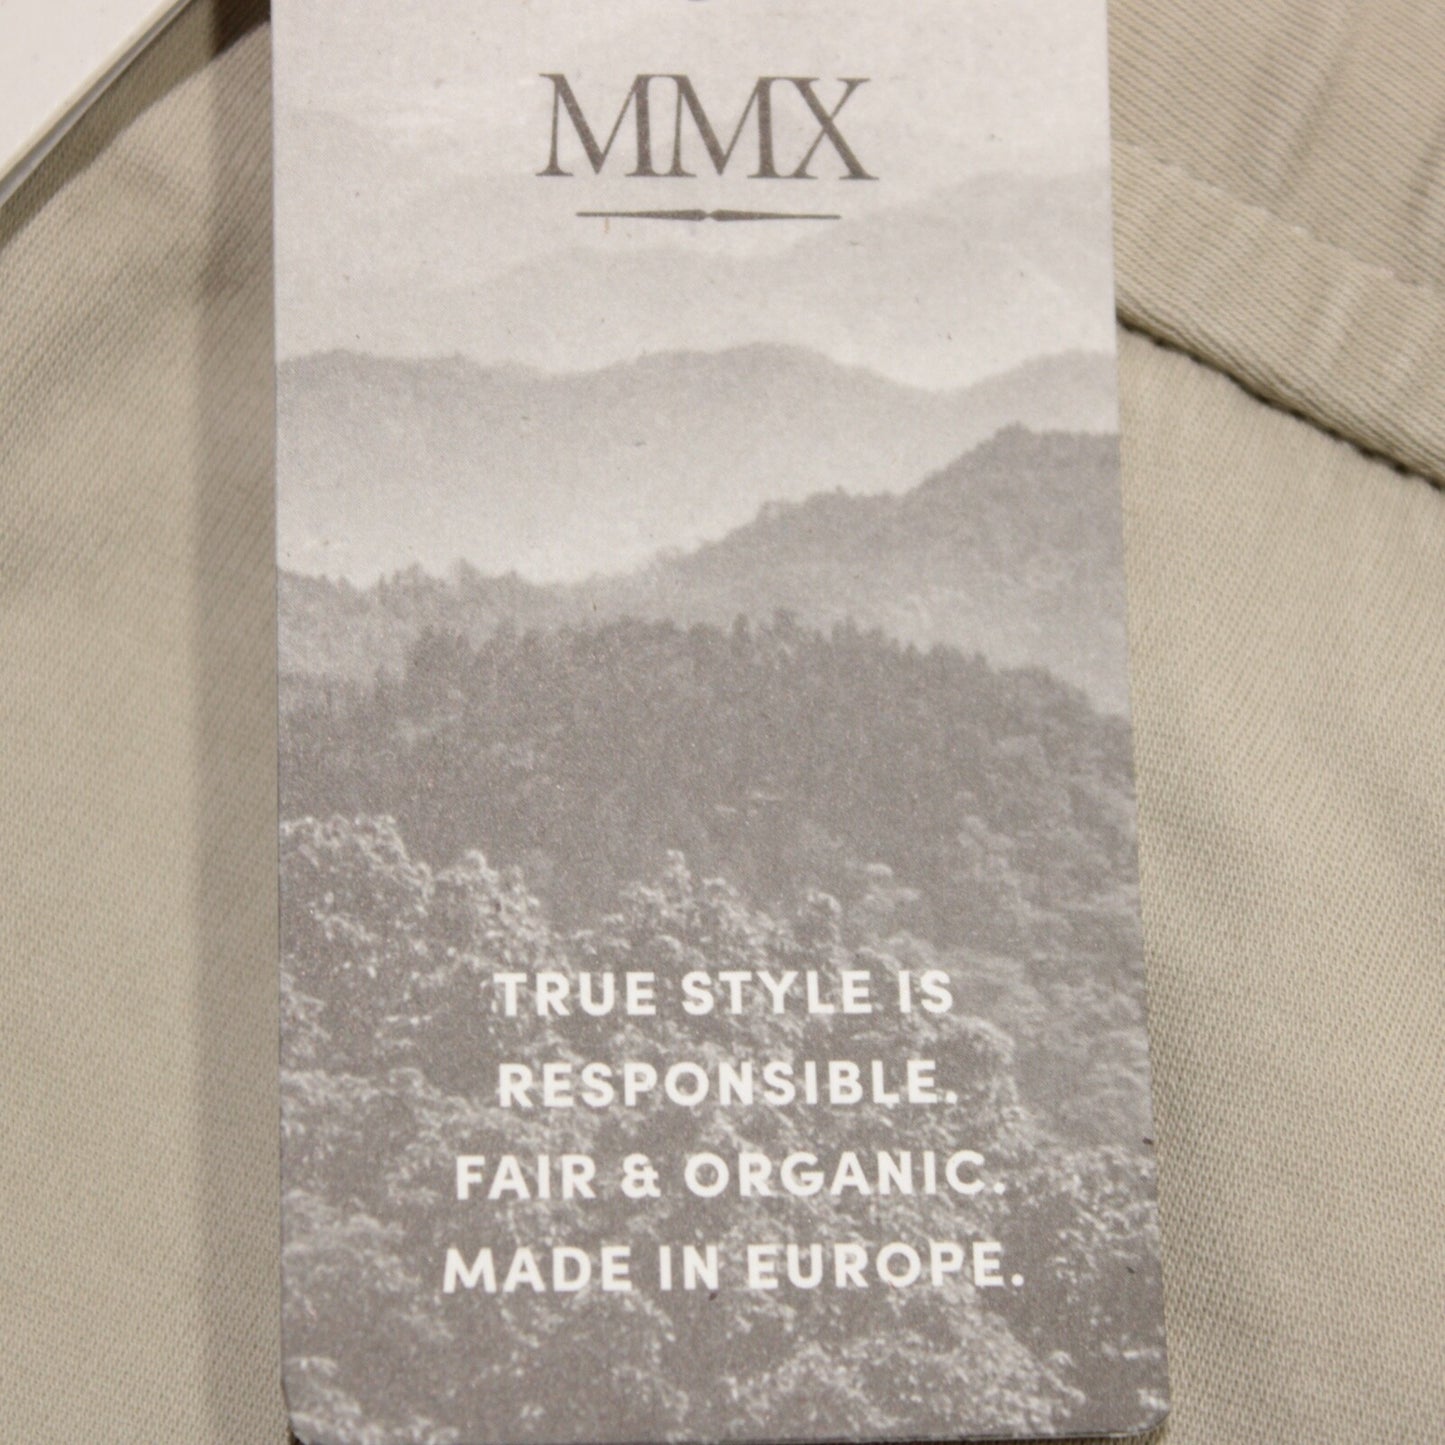 MMX
TRUE STYLE IS
RESPONSIBLE.
FAIR & ORGANIC.
MADE IN EUROPE.